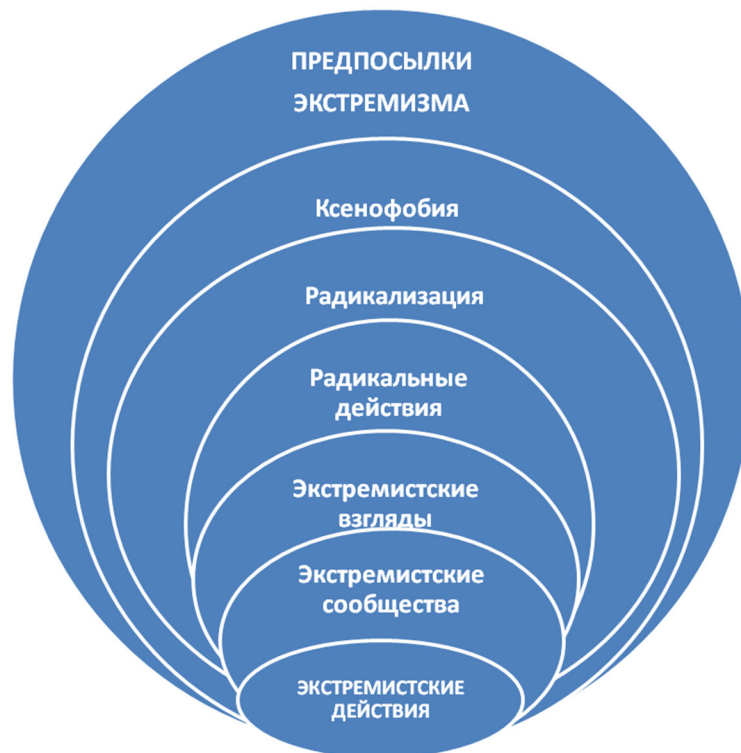 ПРЕДПОСЫЛКИ
ЭКСТРЕМИЗМА
Ксенофобия
Радикализация
Радикальные
действия
Экстремистские
взгляды
Экстремистские
сообщества
ЭКСТРЕМИСТСКИЕ
ДЕЙСТВИЯ